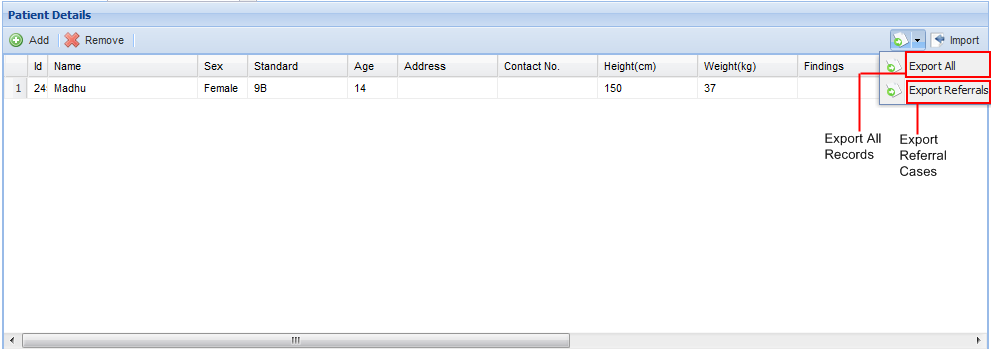 Patient Details
Add Remove Import
Id Name Sex Standard Age Address Contact No. Height(cm) Weight(kg) Findings
1 24 Madhu Female 9B 14 150 37
Export All
Export Referrals
Export All
Records
Export
Referral
Cases